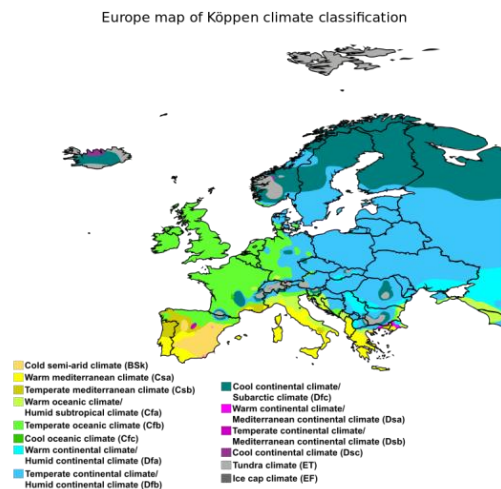 Europe map of Köppen climate classification
Cold semi-arid climate (BSk)
Warm mediterranean climate (Csa)
Temperate mediterranean climate (Csb)
Warm oceanic climate/
Humid subtropical climate (Cfa)
Temperate oceanic climate (Cfb)
Cool oceanic climate (Cfc)
Warm continental climate/
Humid continental climate (Dfa)
Temperate continental climate/
Humid continental climate (Dfb)
Cool continental climate/
Subarctic climate (Dfc)
Warm continental climate/
Mediterranean continental climate (Dsa)
Temperate continental climate/
Mediterranean continental climate (Dsb)
Cool continental climate (Dsc)
Tundra climate (ET)
Ice cap climate (EF)